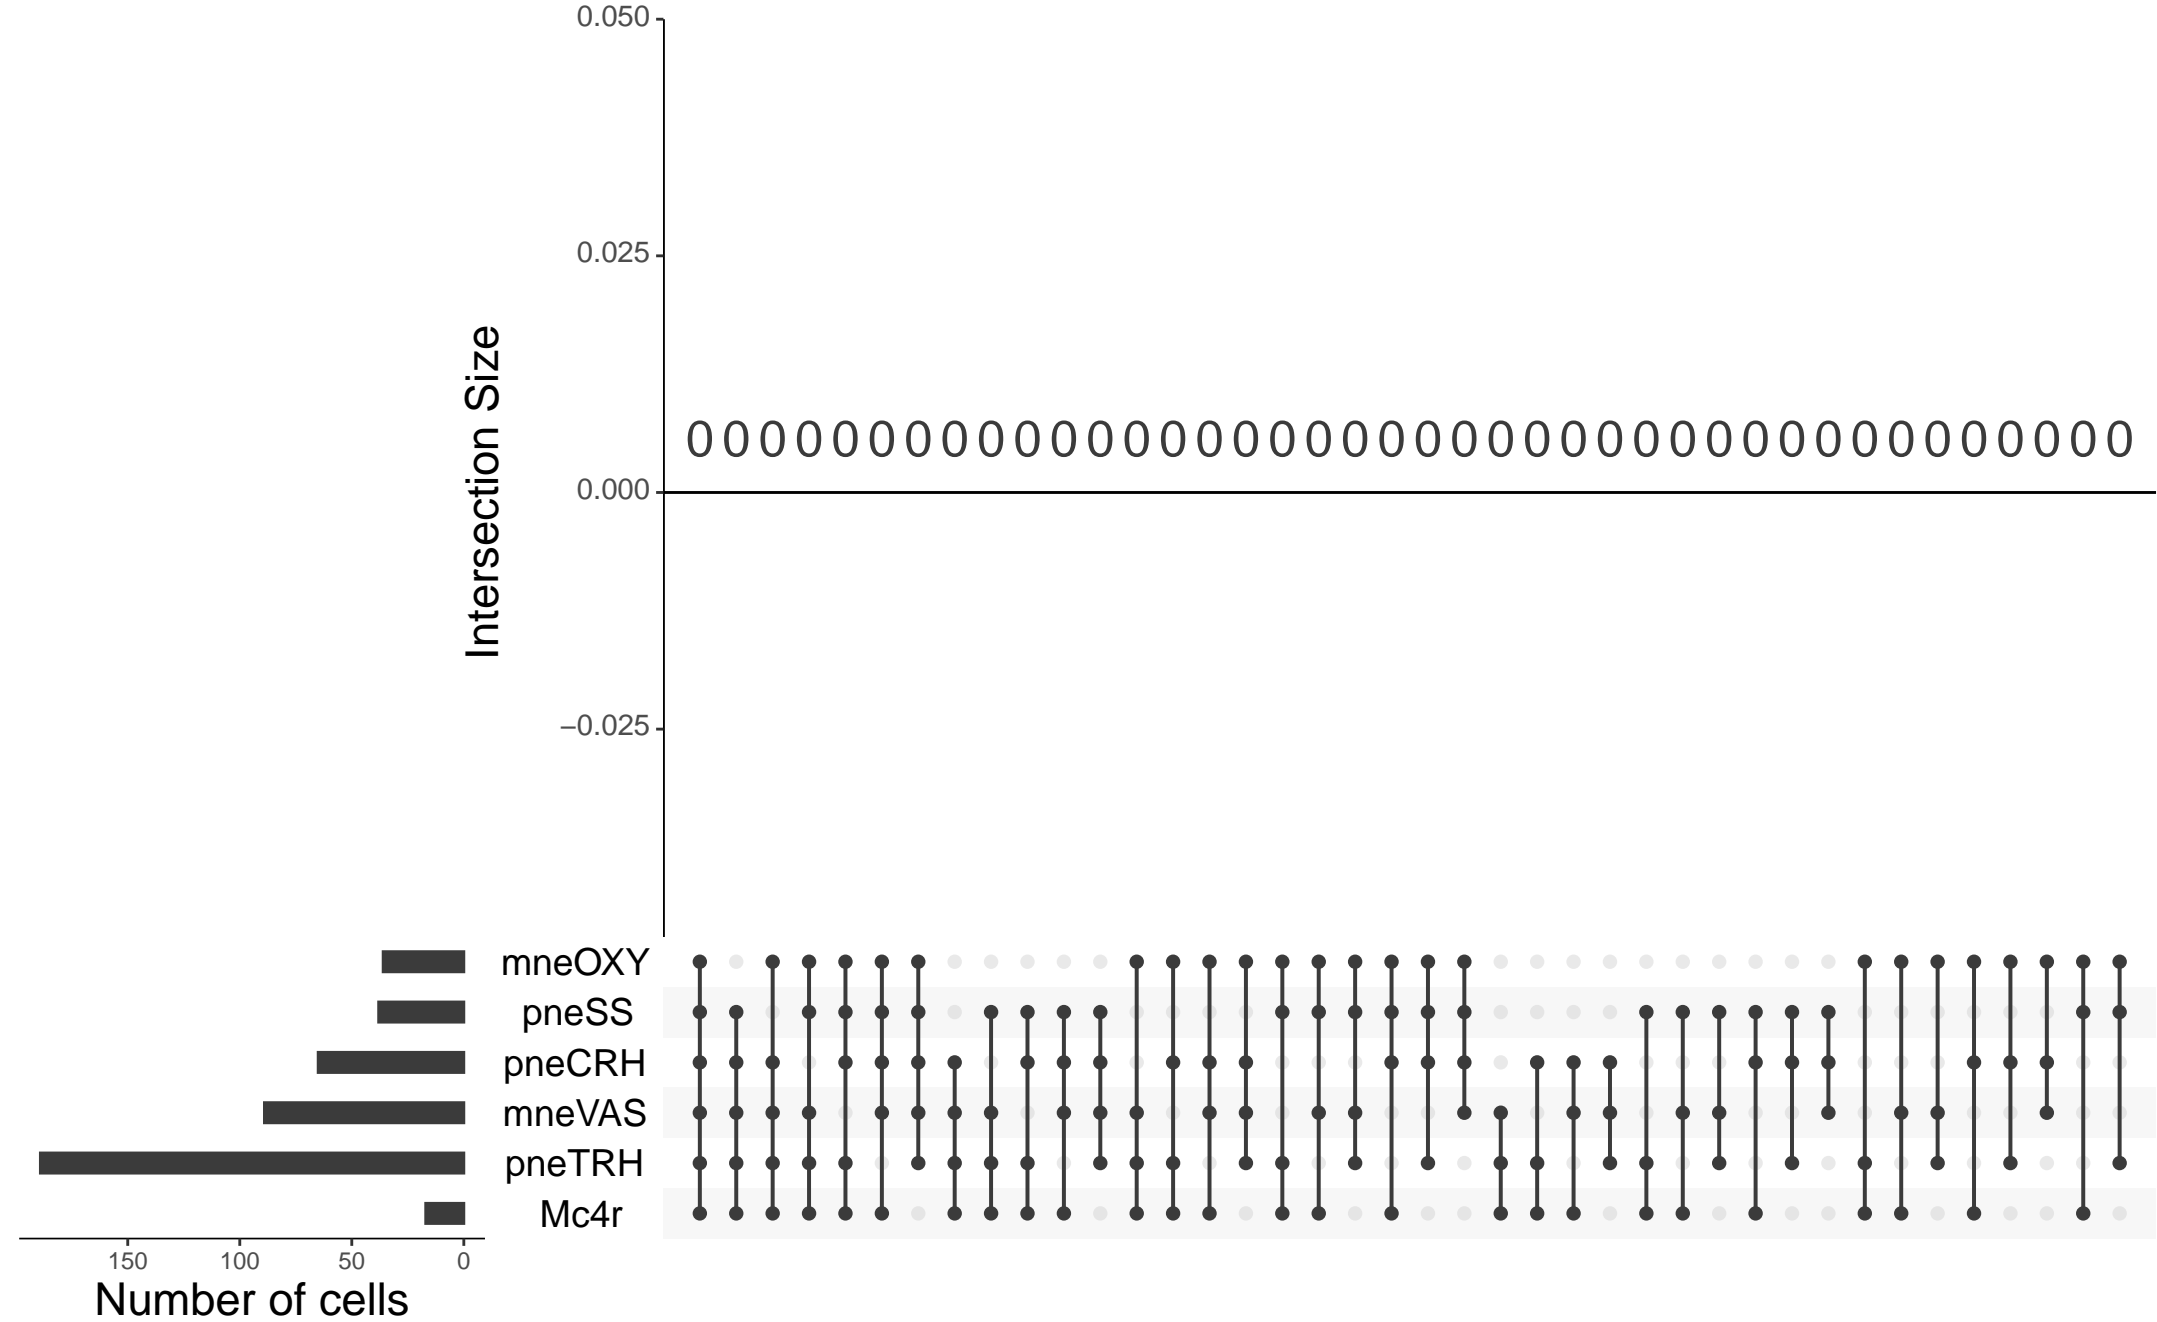 0.050
0.025
0 0 0 0 0 0 0 0 0 0 0 0 0 0 0 0 0 0 0 0 0 0 0 0 0 0 0 0 0 0 0 0 0 0 0 0 0 0 0 0
0.000
Intersection Size
−0.025
mneOXY
pneSS
pneCRH
mneVAS
pneTRH
Mc4r
150 100 50 0
Number of cells